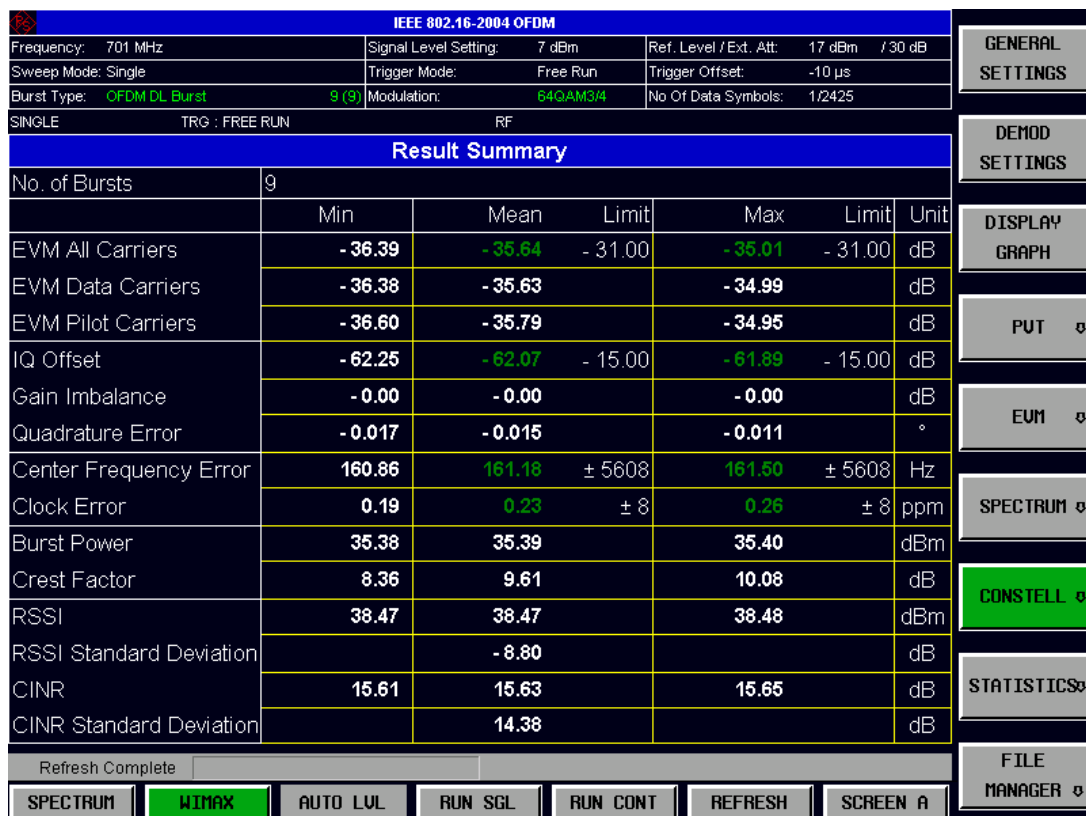 IEEE 802.16-2004 OFDM
Frequency: 701 MHz Signal Level Setting: 7 dBm Ref. Level / Ext. Att: 17 dBm / 30 dB
Sweep Mode: Single Trigger Mode: Free Run Trigger Offset: -10 µs
Burst Type: OFDM DL Burst 9 (9) Modulation: 64QAM3/4 No Of Data Symbols: 1/2425
SINGLE TRG : FREE RUN RF
Result Summary
No. of Bursts 9
Min Mean Limit Max Limit Unit
EVM All Carriers - 36.39 - 35.64 - 31.00 - 35.01 - 31.00 dB
EVM Data Carriers - 36.38 - 35.63 - 34.99 dB
EVM Pilot Carriers - 36.60 - 35.79 - 34.95 dB
IQ Offset - 62.25 - 62.07 - 15.00 - 61.89 - 15.00 dB
Gain Imbalance - 0.00 - 0.00 - 0.00 dB
Quadrature Error - 0.017 - 0.015 - 0.011 °
Center Frequency Error 160.86 161.18 ± 5608 161.50 ± 5608 Hz
Clock Error 0.19 0.23 ± 8 0.26 ± 8 ppm
Burst Power 35.38 35.39 35.40 dBm
Crest Factor 8.36 9.61 10.08 dB
RSSI 38.47 38.47 38.48 dBm
RSSI Standard Deviation - 8.80 dB
CINR 15.61 15.63 15.65 dB
CINR Standard Deviation 14.38 dB
Refresh Complete
SPECTRUM WIMAX AUTO LVL RUN SGL RUN CONT REFRESH SCREEN A
GENERAL
SETTINGS
DEMOD
SETTINGS
DISPLAY
GRAPH
PVT
EVM
SPECTRUM
CONSTELL
STATISTICS
FILE
MANAGER